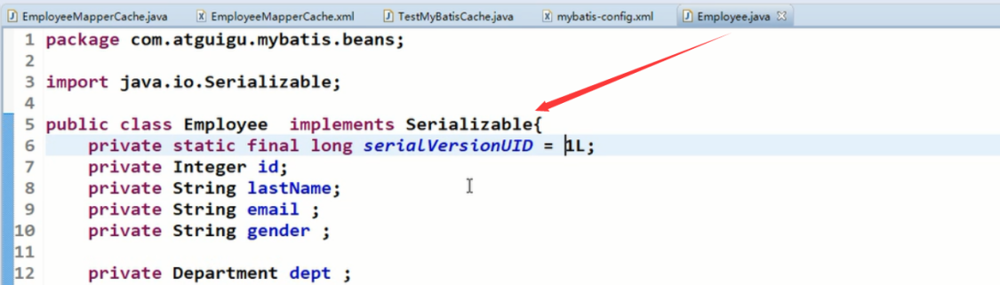 EmployeeMapperCache.java EmployeeMapperCache.xml TestMyBatisCache.java mybatis-config.xml Employee.java
1 package com.atguigu.mybatis.beans;
2
3 import java.io.Serializable;
4
5 public class Employee  implements Serializable{
6     private static final long serialVersionUID = 1L;
7     private Integer id;
8     private String lastName;
9     private String email ;
10     private String gender ;
11
12     private Department dept ;